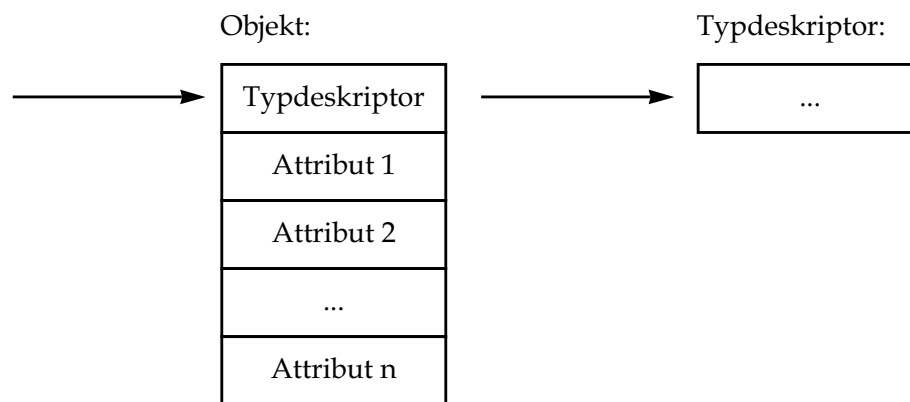 Objekt:
Typdeskriptor:
Typdeskriptor
...
Attribut 1
Attribut 2
...
Attribut n